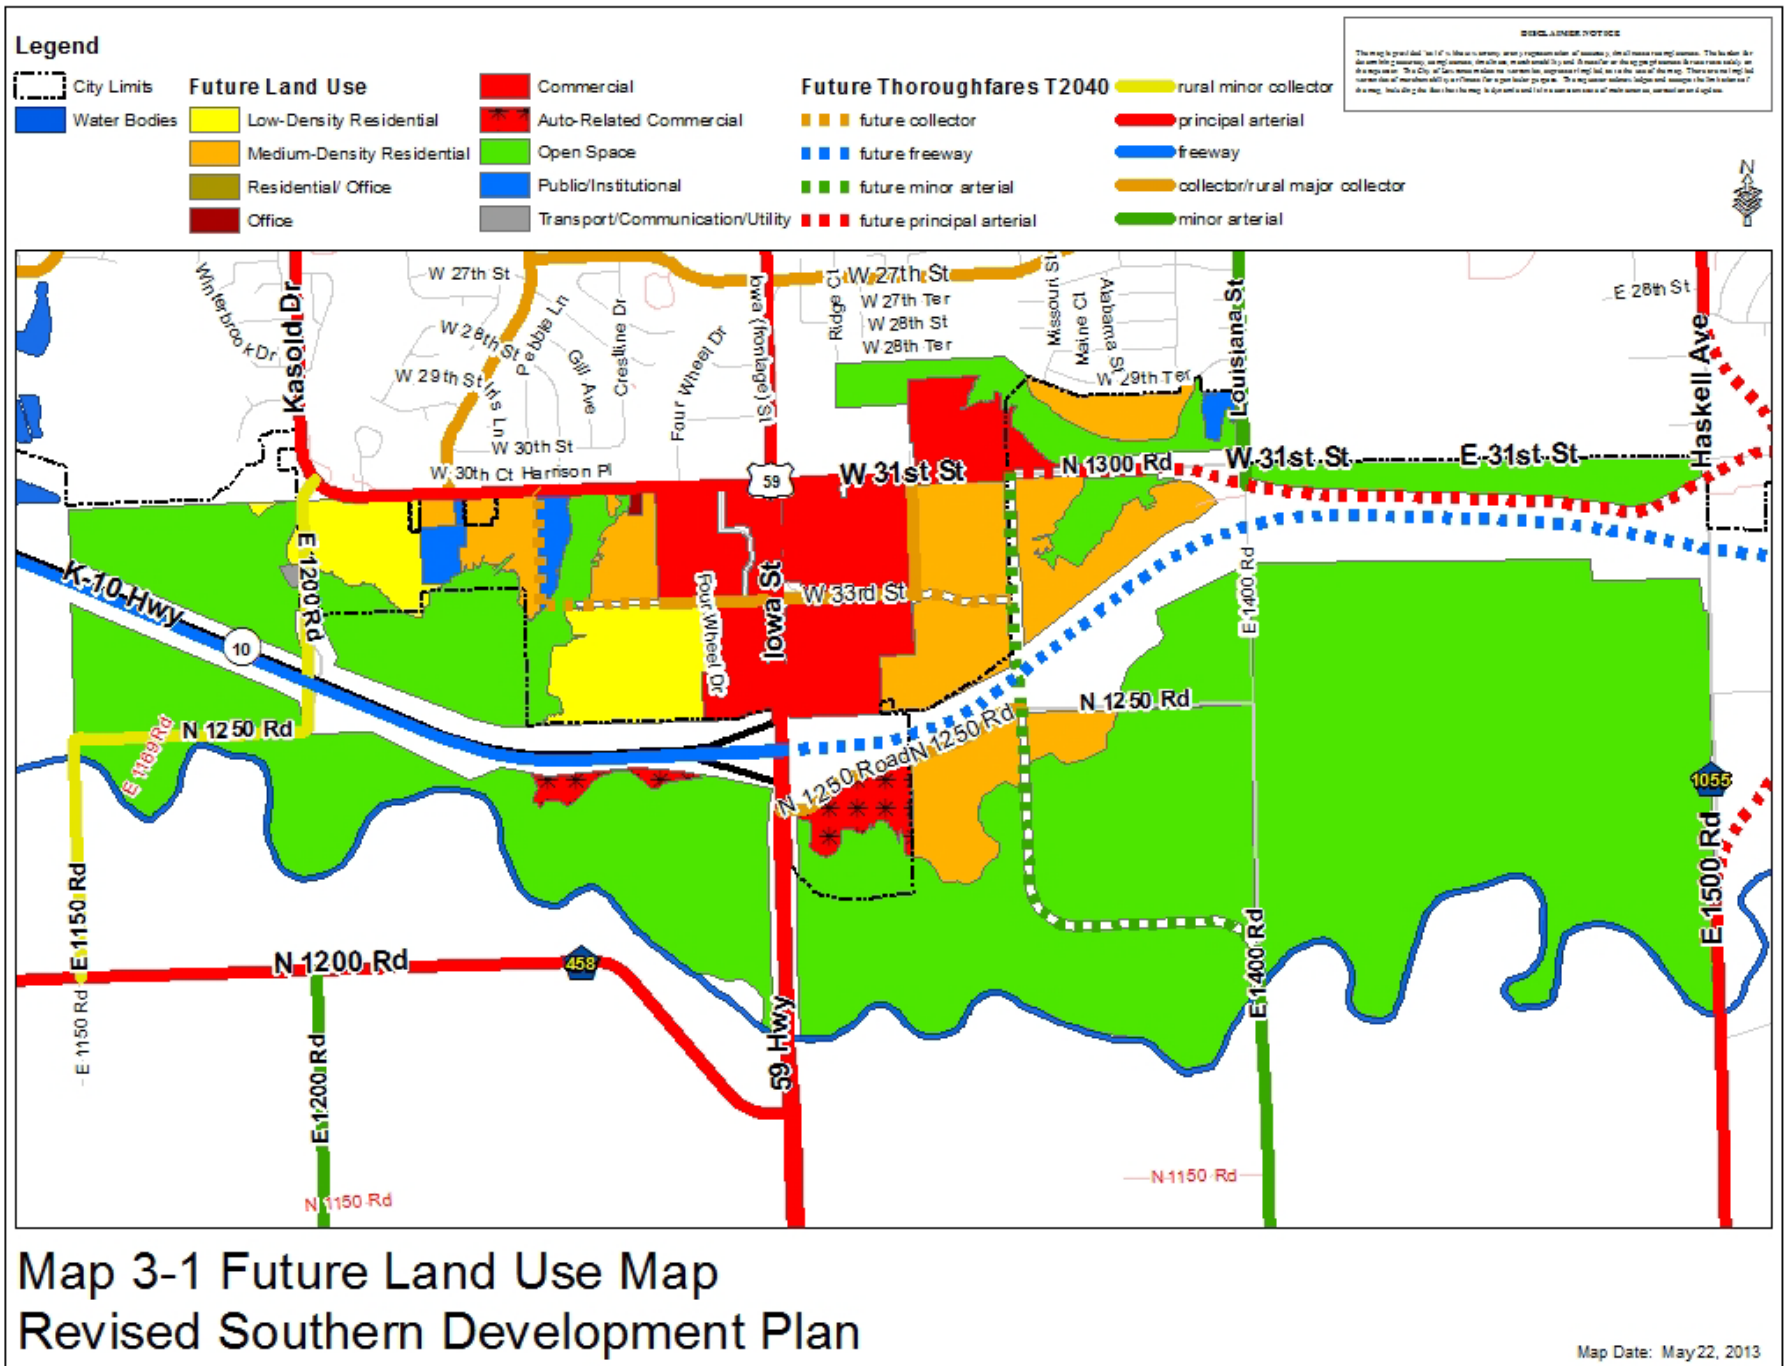 Legend
City Limits
Water Bodies
Future Land Use
Low-Density Residential
Medium-Density Residential
Residential/ Office
Office
Commercial
Auto-Related Commercial
Open Space
Public/Institutional
Transport/Communication/Utility
Future Thoroughfares T2040
future collector
future freeway
future minor arterial
future principal arterial
rural minor collector
principal arterial
freeway
collector/rural major collector
minor arterial
DISCLAIMER NOTICE
N
Winterbrook Dr
Kasold Dr
W 27th St
W 28th St
Pebble Ln
W 29th St
Iris Ln
Gill Ave
Crestline Dr
Four Wheel Dr
Iowa (frontage) St
W 30th St
W 30th Ct
Harrison Pl
Ridge Ct
W 27th St
W 27th Ter
W 28th St
W 28th Ter
Missouri St
Maine Ct
Alabama St
W 29th Ter
Louisiana St
E 28th St
Haskell Ave
59
W 31st St
N 1300 Rd
W 31st St
E 31st St
K-10-Hwy
10
E 1200 Rd
Four Wheel Dr
Iowa St
W 33rd St
E 1400 Rd
N 1250 Rd
E 1169 Rd
N 1250 Road
N 1250 Rd
N 1250 Rd
1055
E 1150 Rd
N 1200 Rd
458
E 1150 Rd
E 1200 Rd
59 Hwy
E 1400 Rd
E 1500 Rd
N 1150 Rd
N 1150 Rd
Map 3-1 Future Land Use Map
Revised Southern Development Plan
Map Date: May 22, 2013